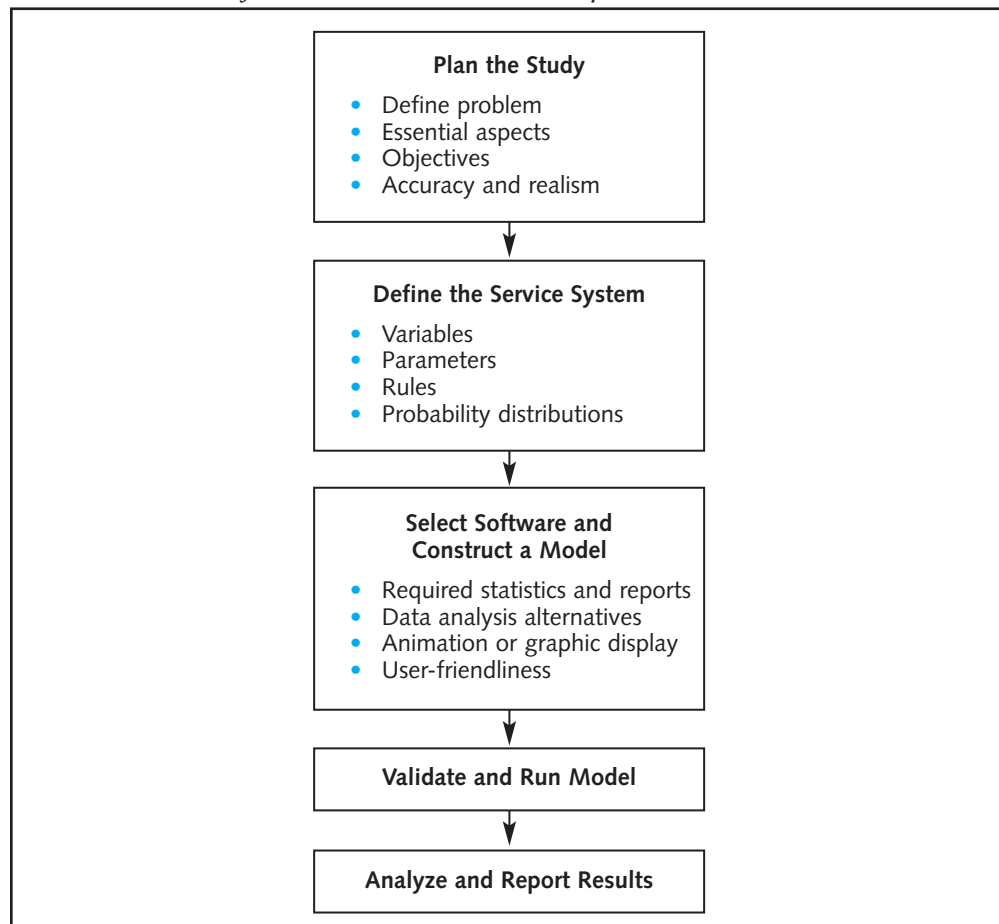 Plan the Study
• Define problem
• Essential aspects
• Objectives
• Accuracy and realism
Define the Service System
• Variables
• Parameters
• Rules
• Probability distributions
Select Software and
Construct a Model
• Required statistics and reports
• Data analysis alternatives
• Animation or graphic display
• User-friendliness
Validate and Run Model
Analyze and Report Results